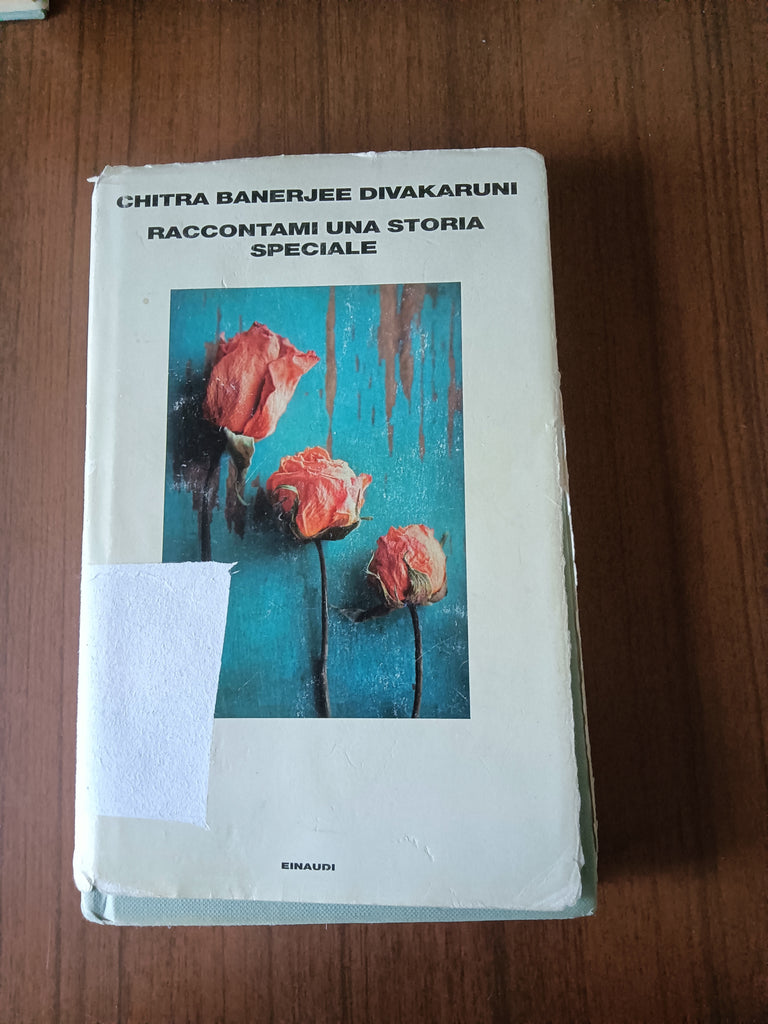 CHITRA BANERJEE DIVAKARUNI
RACCONTAMI UNA STORIA
SPECIALE
EINAUDI